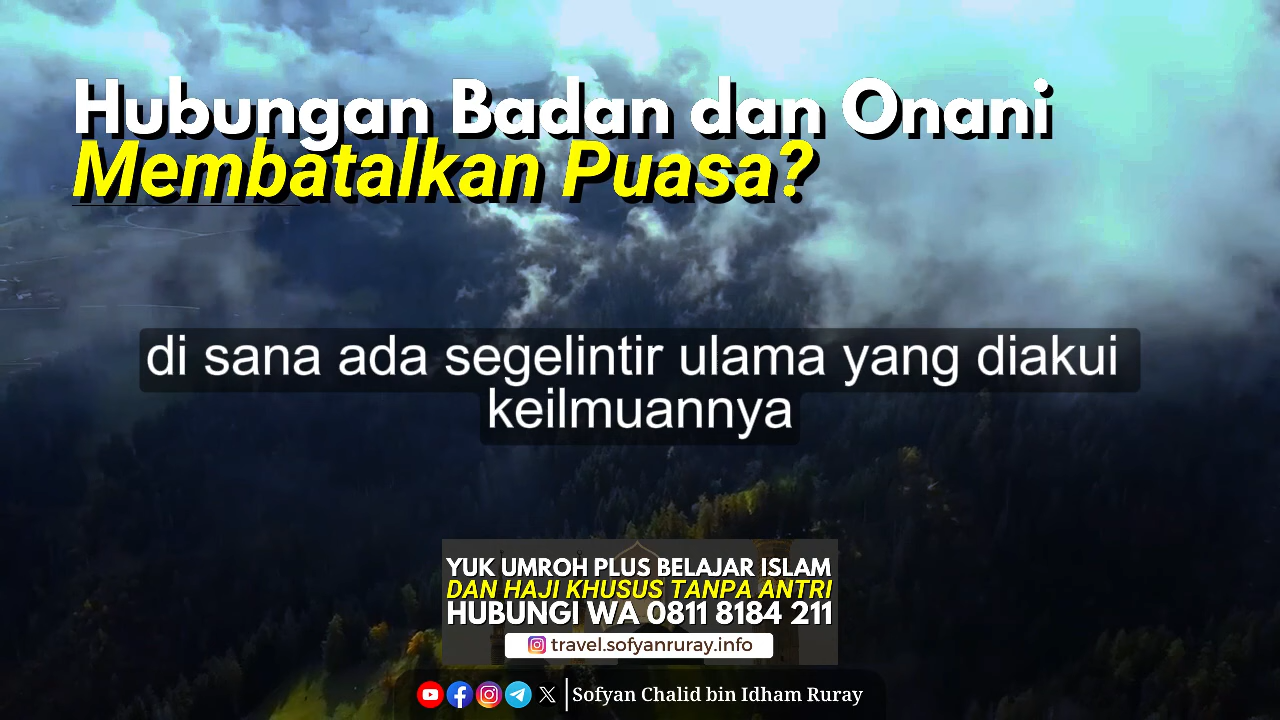 Hubungan Badan dan Onani
Membatalkan Puasa?
di sana ada segelintir ulama yang diakui
keilmuannya
YUK UMROH PLUS BELAJAR ISLAM
DAN HAJI KHUSUS TANPA ANTRI
HUBUNGI WA 0811 8184 211
travel.sofyanruray.info
Sofyan Chalid bin Idham Ruray